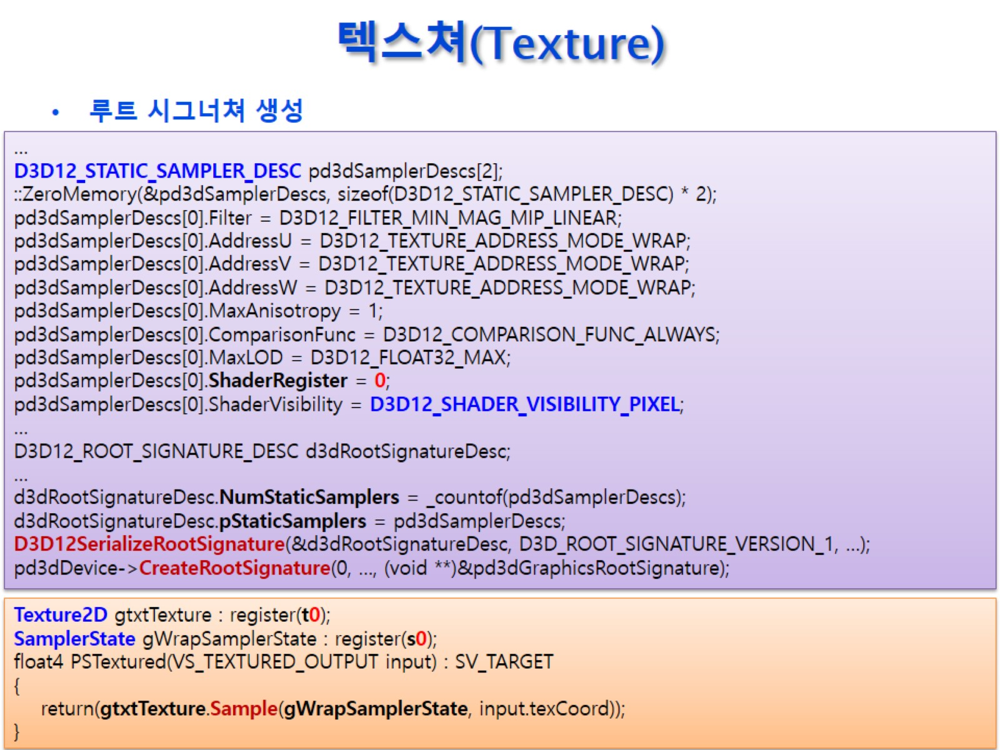 텍스쳐(Texture)
• 루트 시그너쳐 생성
...
D3D12_STATIC_SAMPLER_DESC pd3dSamplerDescs[2];
::ZeroMemory(&pd3dSamplerDescs, sizeof(D3D12_STATIC_SAMPLER_DESC) * 2);
pd3dSamplerDescs[0].Filter = D3D12_FILTER_MIN_MAG_MIP_LINEAR;
pd3dSamplerDescs[0].AddressU = D3D12_TEXTURE_ADDRESS_MODE_WRAP;
pd3dSamplerDescs[0].AddressV = D3D12_TEXTURE_ADDRESS_MODE_WRAP;
pd3dSamplerDescs[0].AddressW = D3D12_TEXTURE_ADDRESS_MODE_WRAP;
pd3dSamplerDescs[0].MaxAnisotropy = 1;
pd3dSamplerDescs[0].ComparisonFunc = D3D12_COMPARISON_FUNC_ALWAYS;
pd3dSamplerDescs[0].MaxLOD = D3D12_FLOAT32_MAX;
pd3dSamplerDescs[0].ShaderRegister = 0;
pd3dSamplerDescs[0].ShaderVisibility = D3D12_SHADER_VISIBILITY_PIXEL;
...
D3D12_ROOT_SIGNATURE_DESC d3dRootSignatureDesc;
...
d3dRootSignatureDesc.NumStaticSamplers = _countof(pd3dSamplerDescs);
d3dRootSignatureDesc.pStaticSamplers = pd3dSamplerDescs;
D3D12SerializeRootSignature(&d3dRootSignatureDesc, D3D_ROOT_SIGNATURE_VERSION_1, ...);
pd3dDevice->CreateRootSignature(0, ..., (void **)&pd3dGraphicsRootSignature);
Texture2D gtxtTexture : register(t0);
SamplerState gWrapSamplerState : register(s0);
float4 PSTextured(VS_TEXTURED_OUTPUT input) : SV_TARGET
{
return(gtxtTexture.Sample(gWrapSamplerState, input.texCoord));
}